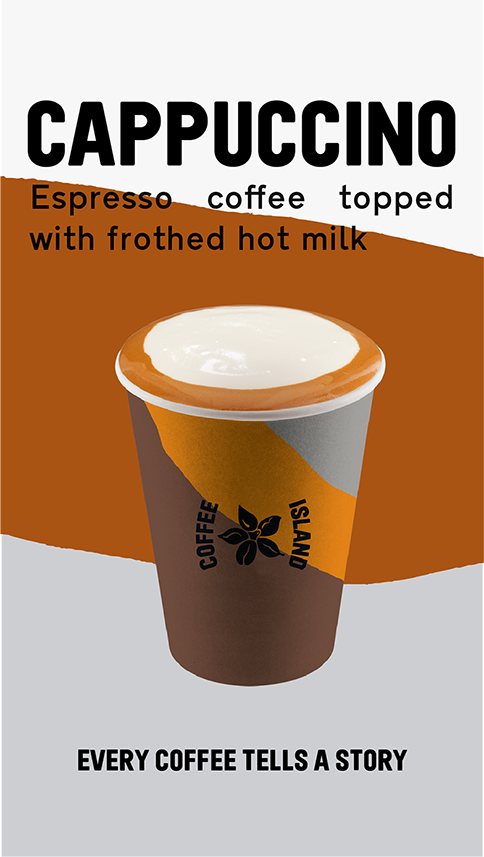 CAPPUCCINO
Espresso coffee topped
with frothed hot milk
COFFEE ISLAND
EVERY COFFEE TELLS A STORY